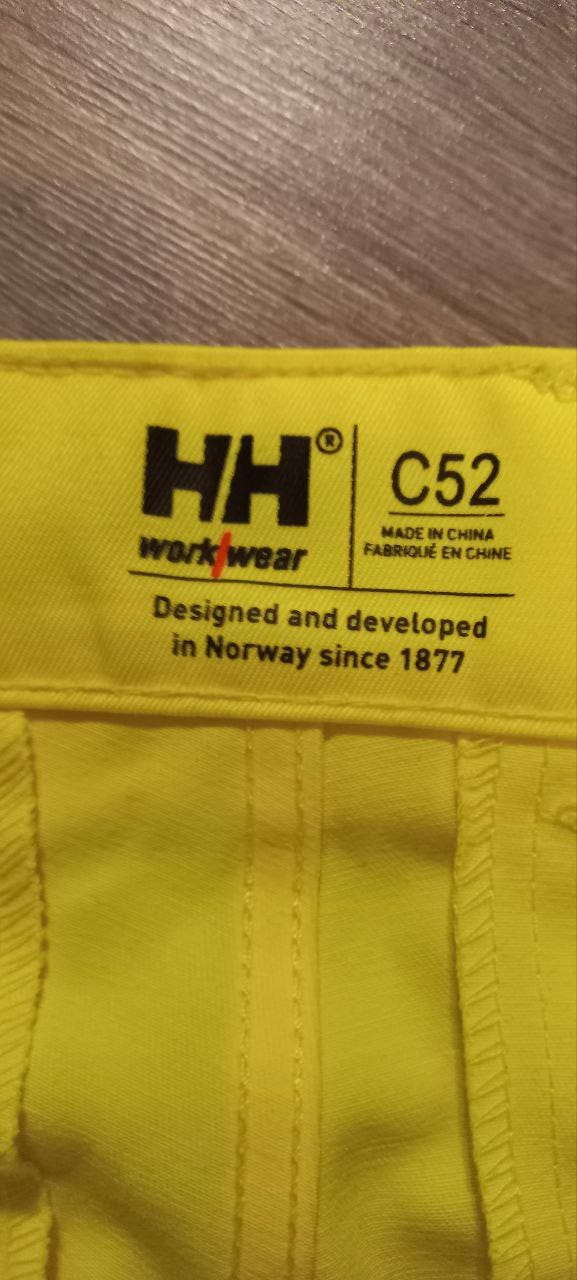 HH®
work/wear
C52
MADE IN CHINA
FABRIQUÉ EN CHINE
Designed and developed
in Norway since 1877